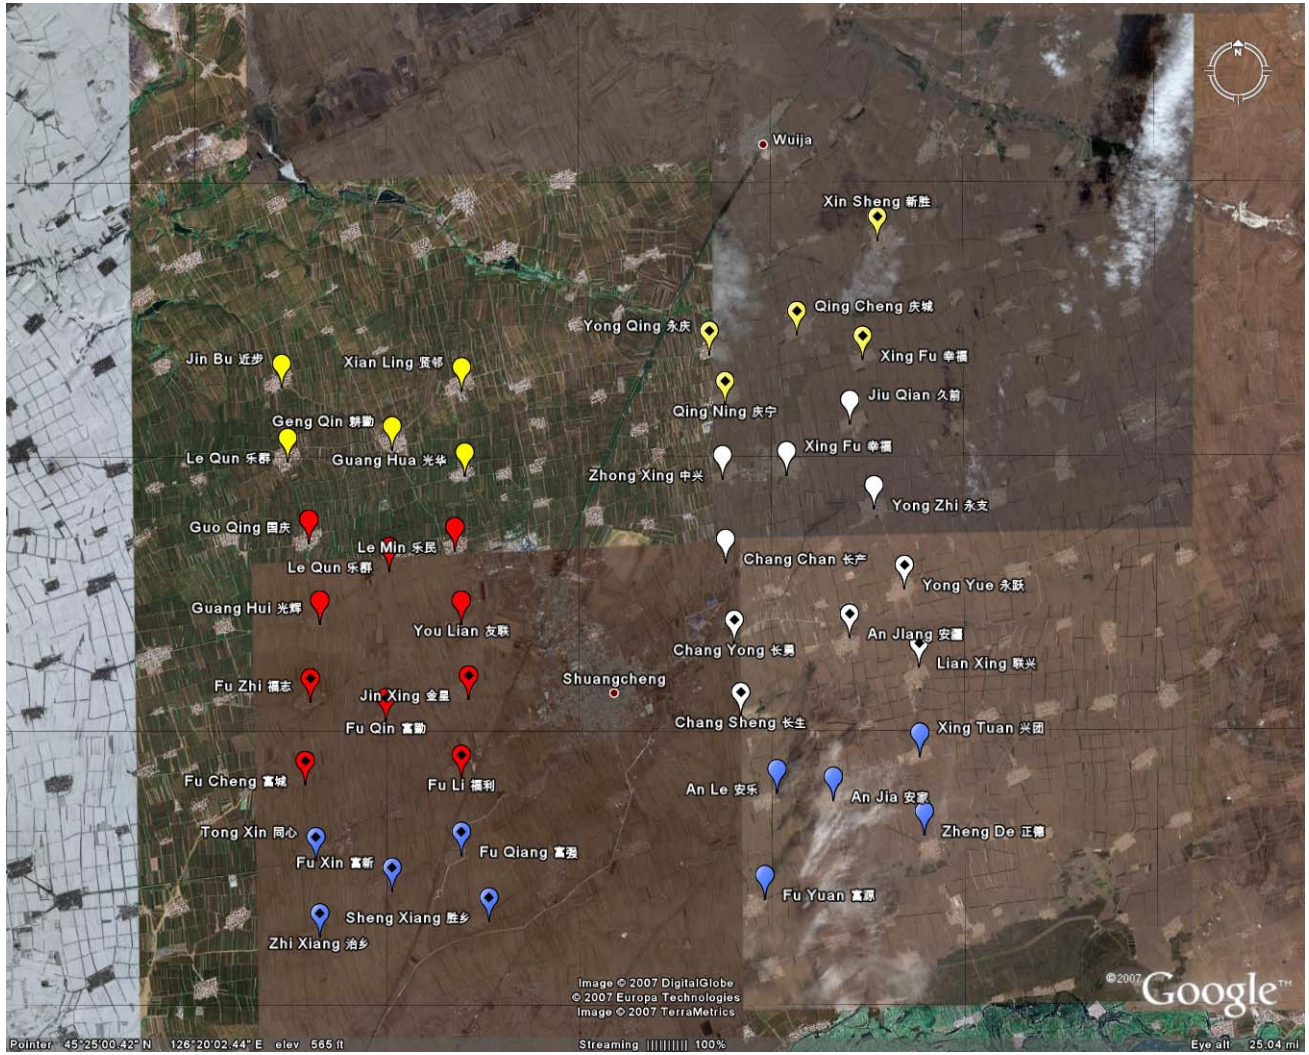 N
Wuija
Xin Sheng 新胜
Qing Cheng 庆城
Yong Qing 永庆
Xing Fu 幸福
Jin Bu 近步
Xian Ling 贤邻
Jiu Qian 久前
Qing Ning 庆宁
Geng Qin 耕勤
Xing Fu 幸福
Le Qun 乐群
Guang Hua 光华
Zhong Xing 中兴
Yong Zhi 永支
Guo Qing 国庆
Le Min 乐民
Chang Chan 长产
Le Qun 乐群
Yong Yue 永跃
Guang Hui 光辉
You Lian 友联
An JIang 安疆
Chang Yong 长勇
Lian Xing 联兴
Shuangcheng
Fu Zhi 福志
Jin Xing 金星
Chang Sheng 长生
Fu Qin 富勤
Xing Tuan 兴团
Fu Cheng 富城
Fu Li 福利
An Le 安乐
An Jia 安家
Tong Xin 同心
Zheng De 正德
Fu Qiang 富强
Fu Xin 富新
Fu Yuan 富源
Sheng Xiang 胜乡
Zhi Xiang 治乡
Image © 2007 DigitalGlobe
© 2007 Europa Technologies
Image © 2007 TerraMetrics
©2007 Google™
Pointer 45°25'00.42" N 126°20'02.44" E elev 565 ft Streaming ||||||||| 100% Eye alt 25.04 mi